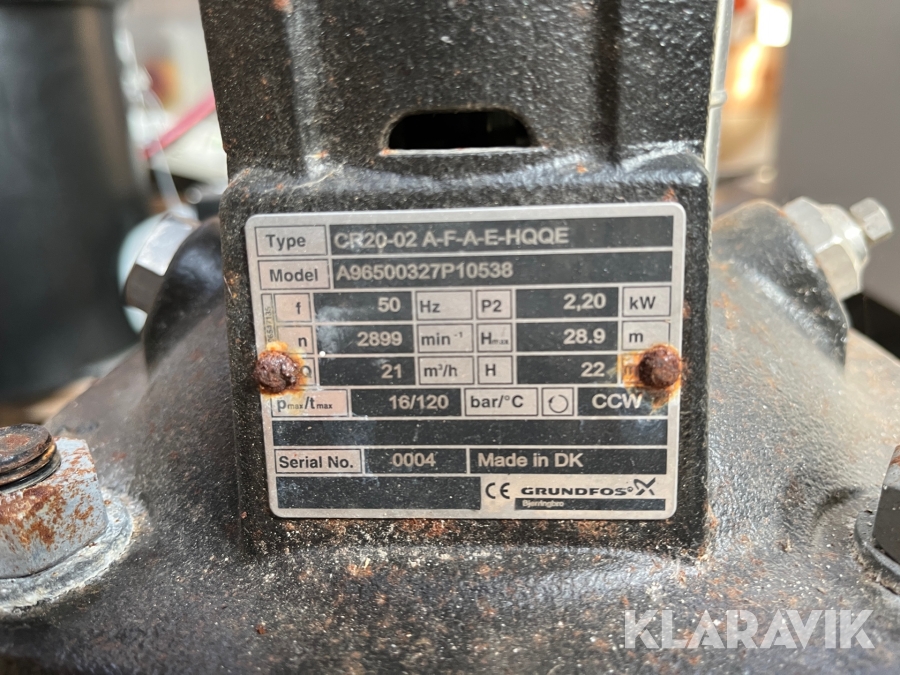 Type CR20-02 A-F-A-E-HQQE
Model A96500327P10538
f 50 Hz P2 2,20 kW
n 2899 min⁻¹ Hmax 28.9 m
21 m³/h H 22
pmax/tmax 16/120 bar/°C CCW
Serial No. 0004 Made in DK
CE GRUNDFOS
Bjerringbro
KLARAVIK